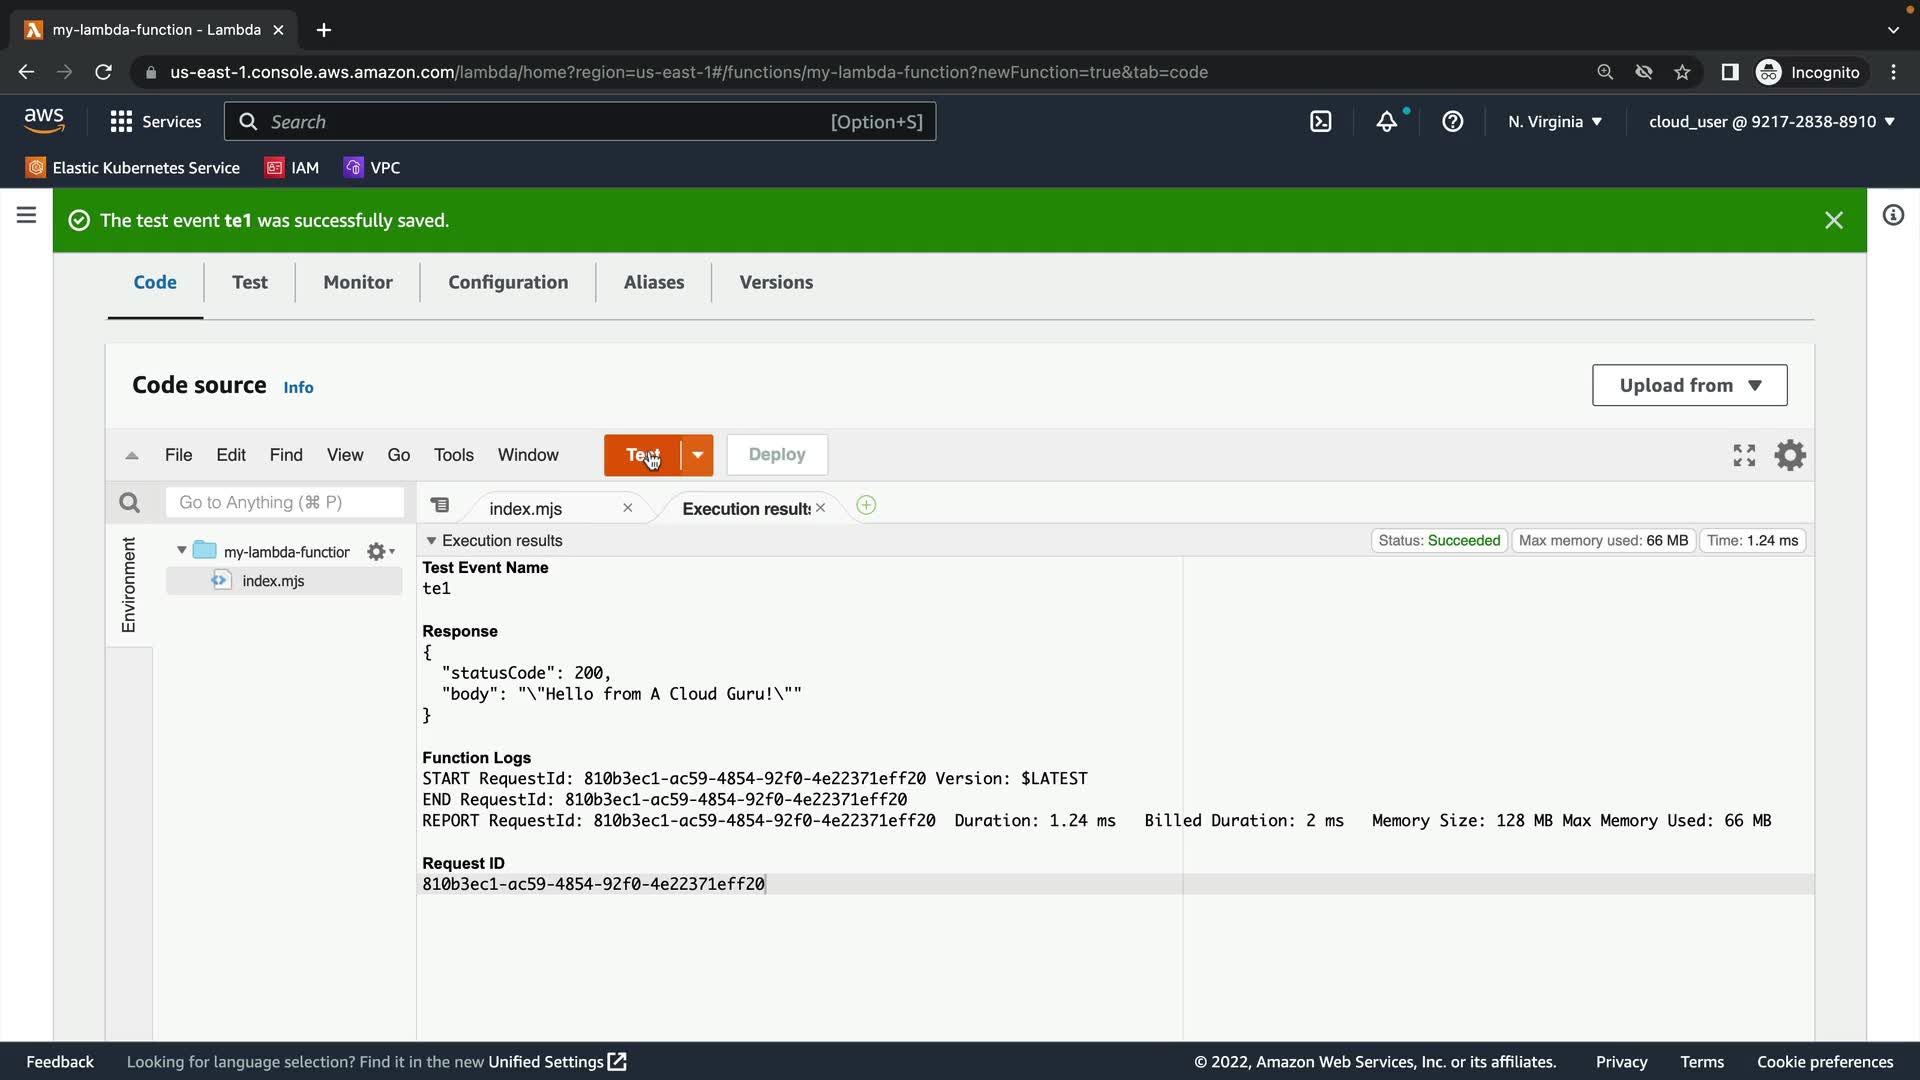 my-lambda-function - Lambda
us-east-1.console.aws.amazon.com/lambda/home?region=us-east-1#/functions/my-lambda-function?newFunction=true&tab=code
Incognito
aws
Services
Search
[Option+S]
N. Virginia
cloud_user @ 9217-2838-8910
Elastic Kubernetes Service
IAM
VPC
The test event te1 was successfully saved.
Code
Test
Monitor
Configuration
Aliases
Versions
Code source
Info
Upload from
File
Edit
Find
View
Go
Tools
Window
Test
Deploy
Go to Anything (⌘ P)
index.mjs
Execution results
Environment
my-lambda-function
index.mjs
Execution results
Status: Succeeded
Max memory used: 66 MB
Time: 1.24 ms
Test Event Name
te1
Response
{
"statusCode": 200,
"body": "\"Hello from A Cloud Guru!\""
}
Function Logs
START RequestId: 810b3ec1-ac59-4854-92f0-4e22371eff20 Version: $LATEST
END RequestId: 810b3ec1-ac59-4854-92f0-4e22371eff20
REPORT RequestId: 810b3ec1-ac59-4854-92f0-4e22371eff20 Duration: 1.24 ms Billed Duration: 2 ms Memory Size: 128 MB Max Memory Used: 66 MB
Request ID
810b3ec1-ac59-4854-92f0-4e22371eff20
Feedback
Looking for language selection? Find it in the new Unified Settings
© 2022, Amazon Web Services, Inc. or its affiliates.
Privacy
Terms
Cookie preferences